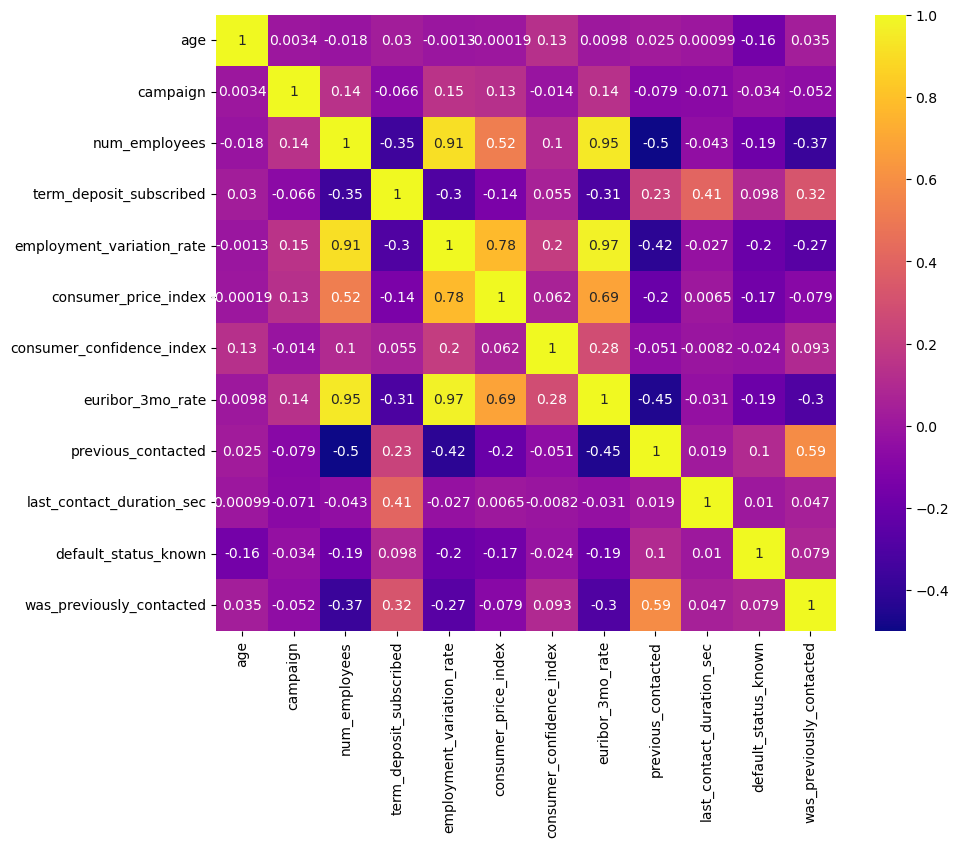 age 1 0.0034 -0.018 0.03 -0.0013 -0.00019 0.13 0.0098 0.025 0.00099 -0.16 0.035
campaign 0.0034 1 0.14 -0.066 0.15 0.13 -0.014 0.14 -0.079 -0.071 -0.034 -0.052
num_employees -0.018 0.14 1 -0.35 0.91 0.52 0.1 0.95 -0.5 -0.043 -0.19 -0.37
term_deposit_subscribed 0.03 -0.066 -0.35 1 -0.3 -0.14 0.055 -0.31 0.23 0.41 0.098 0.32
employment_variation_rate -0.0013 0.15 0.91 -0.3 1 0.78 0.2 0.97 -0.42 -0.027 -0.2 -0.27
consumer_price_index -0.00019 0.13 0.52 -0.14 0.78 1 0.062 0.69 -0.2 0.0065 -0.17 -0.079
consumer_confidence_index 0.13 -0.014 0.1 0.055 0.2 0.062 1 0.28 -0.051 -0.0082 -0.024 0.093
euribor_3mo_rate 0.0098 0.14 0.95 -0.31 0.97 0.69 0.28 1 -0.45 -0.031 -0.19 -0.3
previous_contacted 0.025 -0.079 -0.5 0.23 -0.42 -0.2 -0.051 -0.45 1 0.019 0.1 0.59
last_contact_duration_sec 0.00099 -0.071 -0.043 0.41 -0.027 0.0065 -0.0082 -0.031 0.019 1 0.01 0.047
default_status_known -0.16 -0.034 -0.19 0.098 -0.2 -0.17 -0.024 -0.19 0.1 0.01 1 0.079
was_previously_contacted 0.035 -0.052 -0.37 0.32 -0.27 -0.079 0.093 -0.3 0.59 0.047 0.079 1
age
campaign
num_employees
term_deposit_subscribed
employment_variation_rate
consumer_price_index
consumer_confidence_index
euribor_3mo_rate
previous_contacted
last_contact_duration_sec
default_status_known
was_previously_contacted
1.0
0.8
0.6
0.4
0.2
0.0
-0.2
-0.4